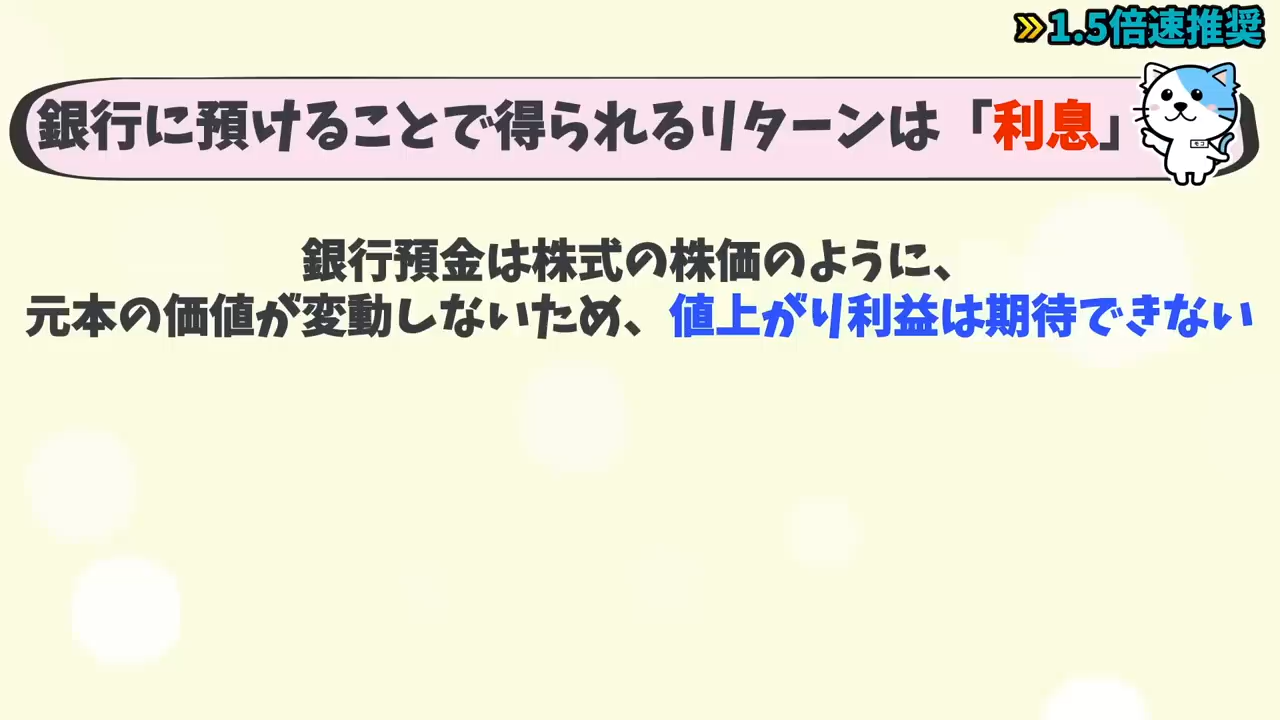 1.5倍速推奨
銀行に預けることで得られるリターンは「利息」
モコ
銀行預金は株式の株価のように、
元本の価値が変動しないため、値上がり利益は期待できない